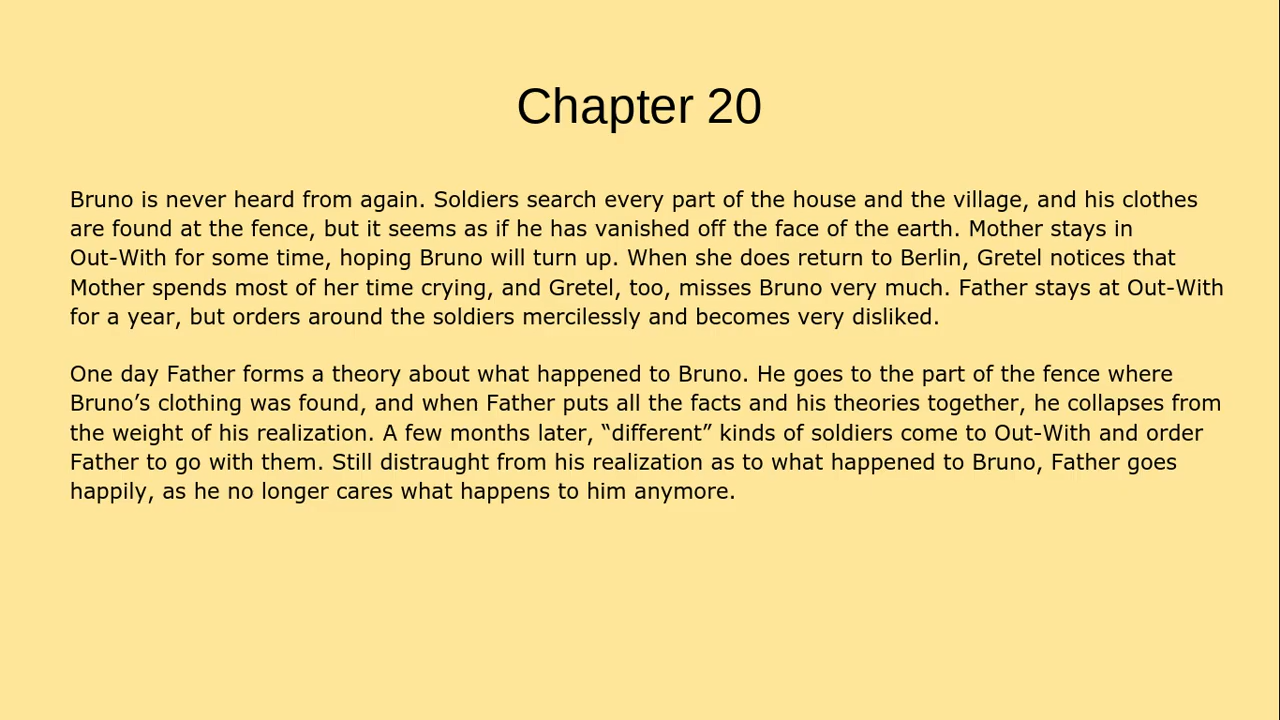 Chapter 20
Bruno is never heard from again. Soldiers search every part of the house and the village, and his clothes
are found at the fence, but it seems as if he has vanished off the face of the earth. Mother stays in
Out-With for some time, hoping Bruno will turn up. When she does return to Berlin, Gretel notices that
Mother spends most of her time crying, and Gretel, too, misses Bruno very much. Father stays at Out-With
for a year, but orders around the soldiers mercilessly and becomes very disliked.
One day Father forms a theory about what happened to Bruno. He goes to the part of the fence where
Bruno’s clothing was found, and when Father puts all the facts and his theories together, he collapses from
the weight of his realization. A few months later, “different” kinds of soldiers come to Out-With and order
Father to go with them. Still distraught from his realization as to what happened to Bruno, Father goes
happily, as he no longer cares what happens to him anymore.